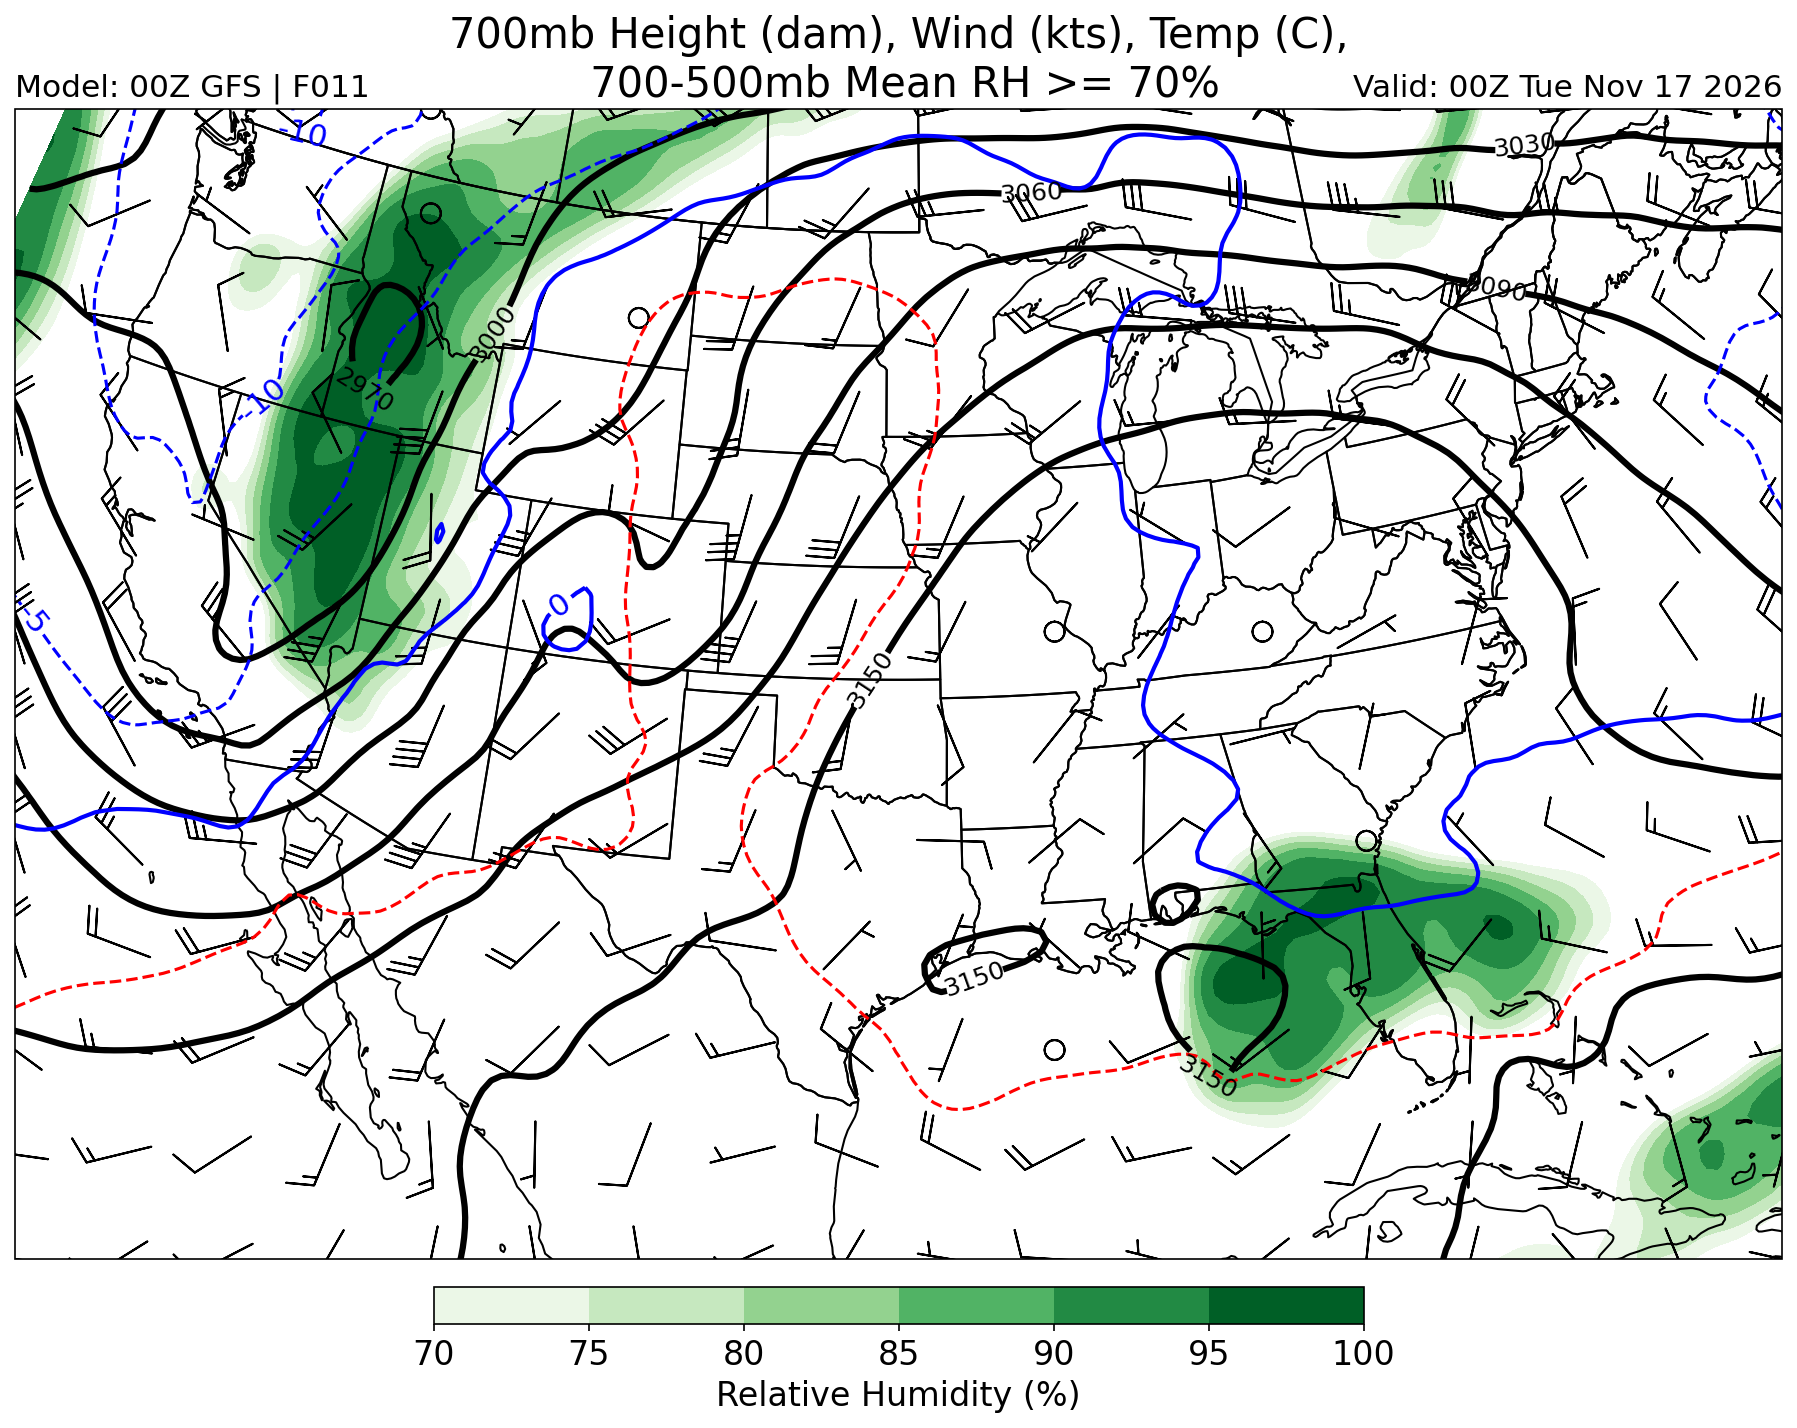 700mb Height (dam), Wind (kts), Temp (C),
700-500mb Mean RH >= 70%
Model: 00Z GFS | F011
Valid: 00Z Tue Nov 17 2026
-10
3030
3060
3090
3000
2970
-10
-5
0
3150
3150
3150
70 75 80 85 90 95 100
Relative Humidity (%)